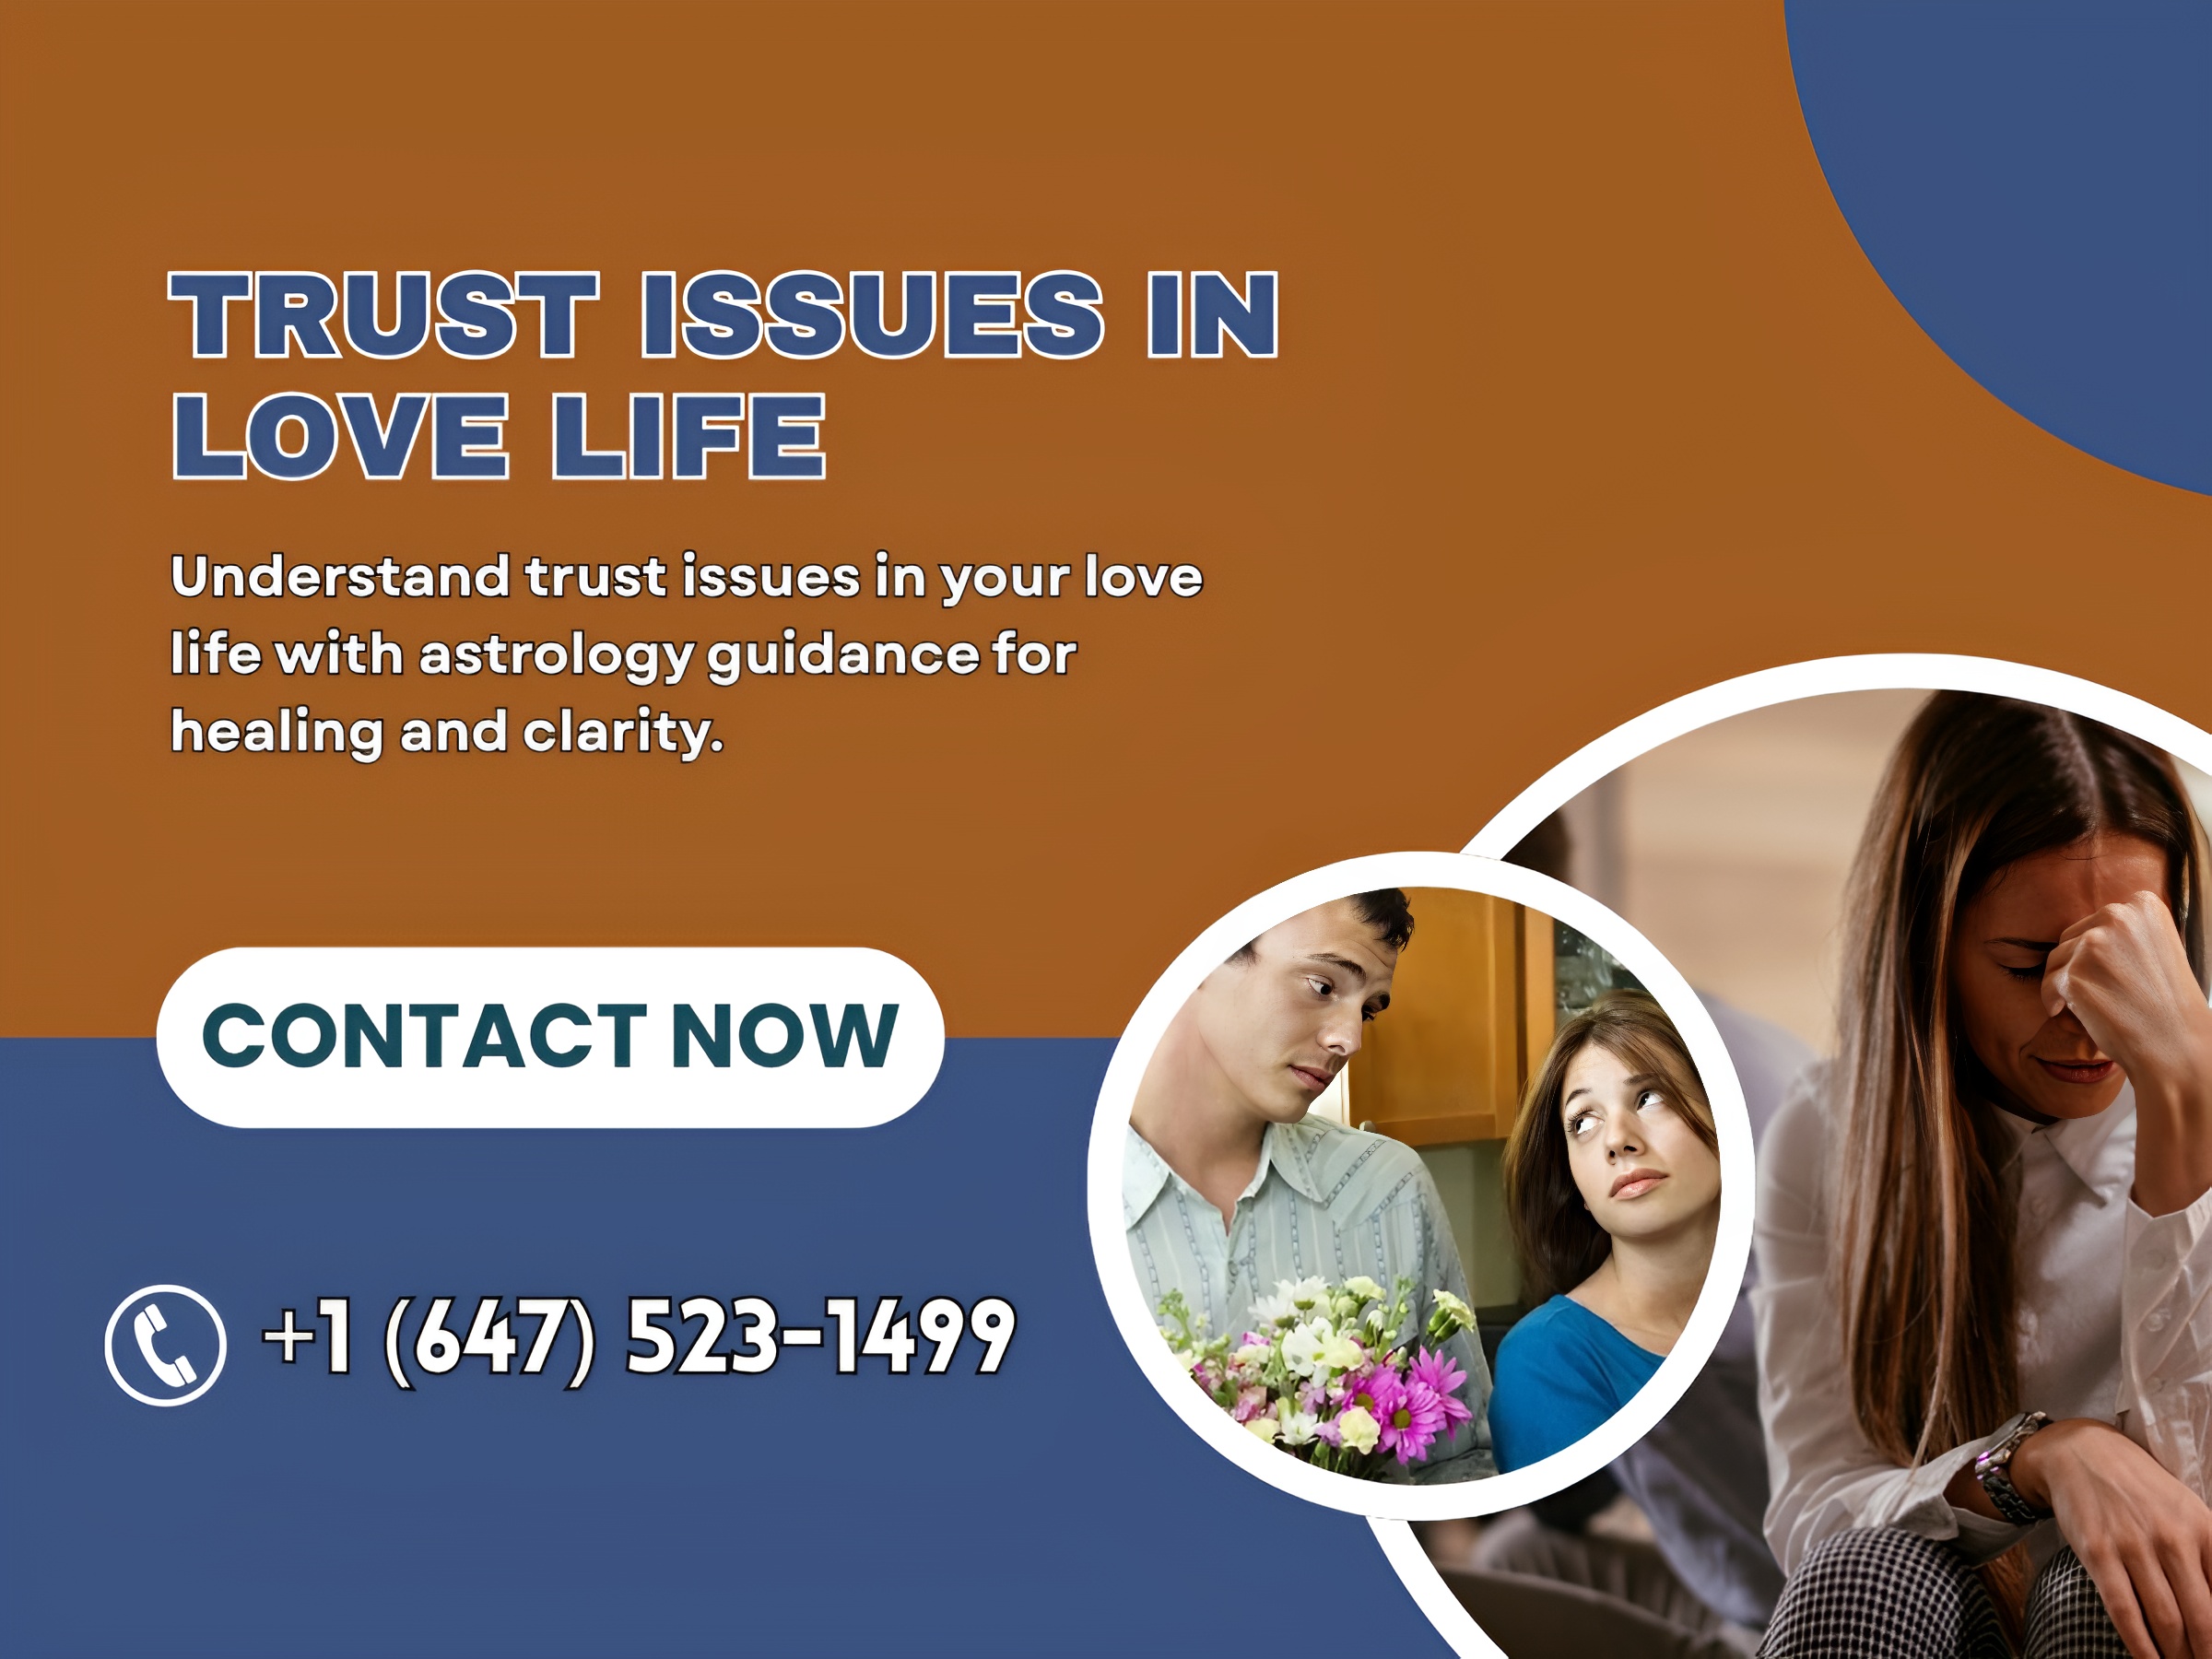 TRUST ISSUES IN
LOVE LIFE
Understand trust issues in your love
life with astrology guidance for
healing and clarity.
CONTACT NOW
+1 (647) 523-1499